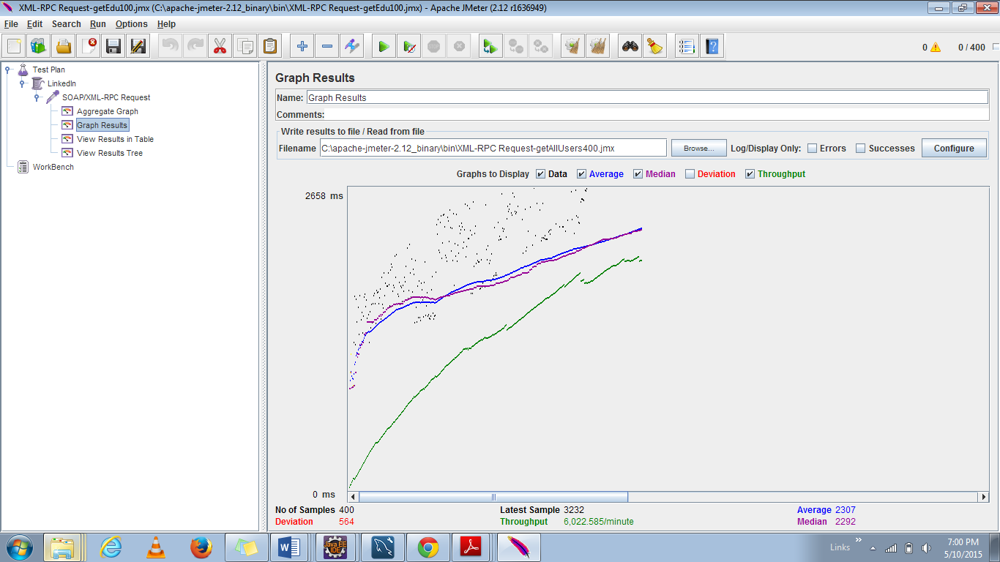 XML-RPC Request-getEdu100.jmx (C:\apache-jmeter-2.12_binary\bin\XML-RPC Request-getEdu100.jmx) - Apache JMeter (2.12 r1636949)
File Edit Search Run Options Help
0 0 / 400
Test Plan
LinkedIn
SOAP/XML-RPC Request
Aggregate Graph
Graph Results
View Results in Table
View Results Tree
WorkBench
Graph Results
Name: Graph Results
Comments:
Write results to file / Read from file
Filename C:\apache-jmeter-2.12_binary\bin\XML-RPC Request-getAllUsers400.jmx Browse... Log/Display Only: Errors Successes Configure
Graphs to Display Data Average Median Deviation Throughput
2658 ms
0 ms
No of Samples 400 Latest Sample 3232 Average 2307
Deviation 564 Throughput 6,022.585/minute Median 2292
Java EE
IDE
Links
7:00 PM
5/10/2015